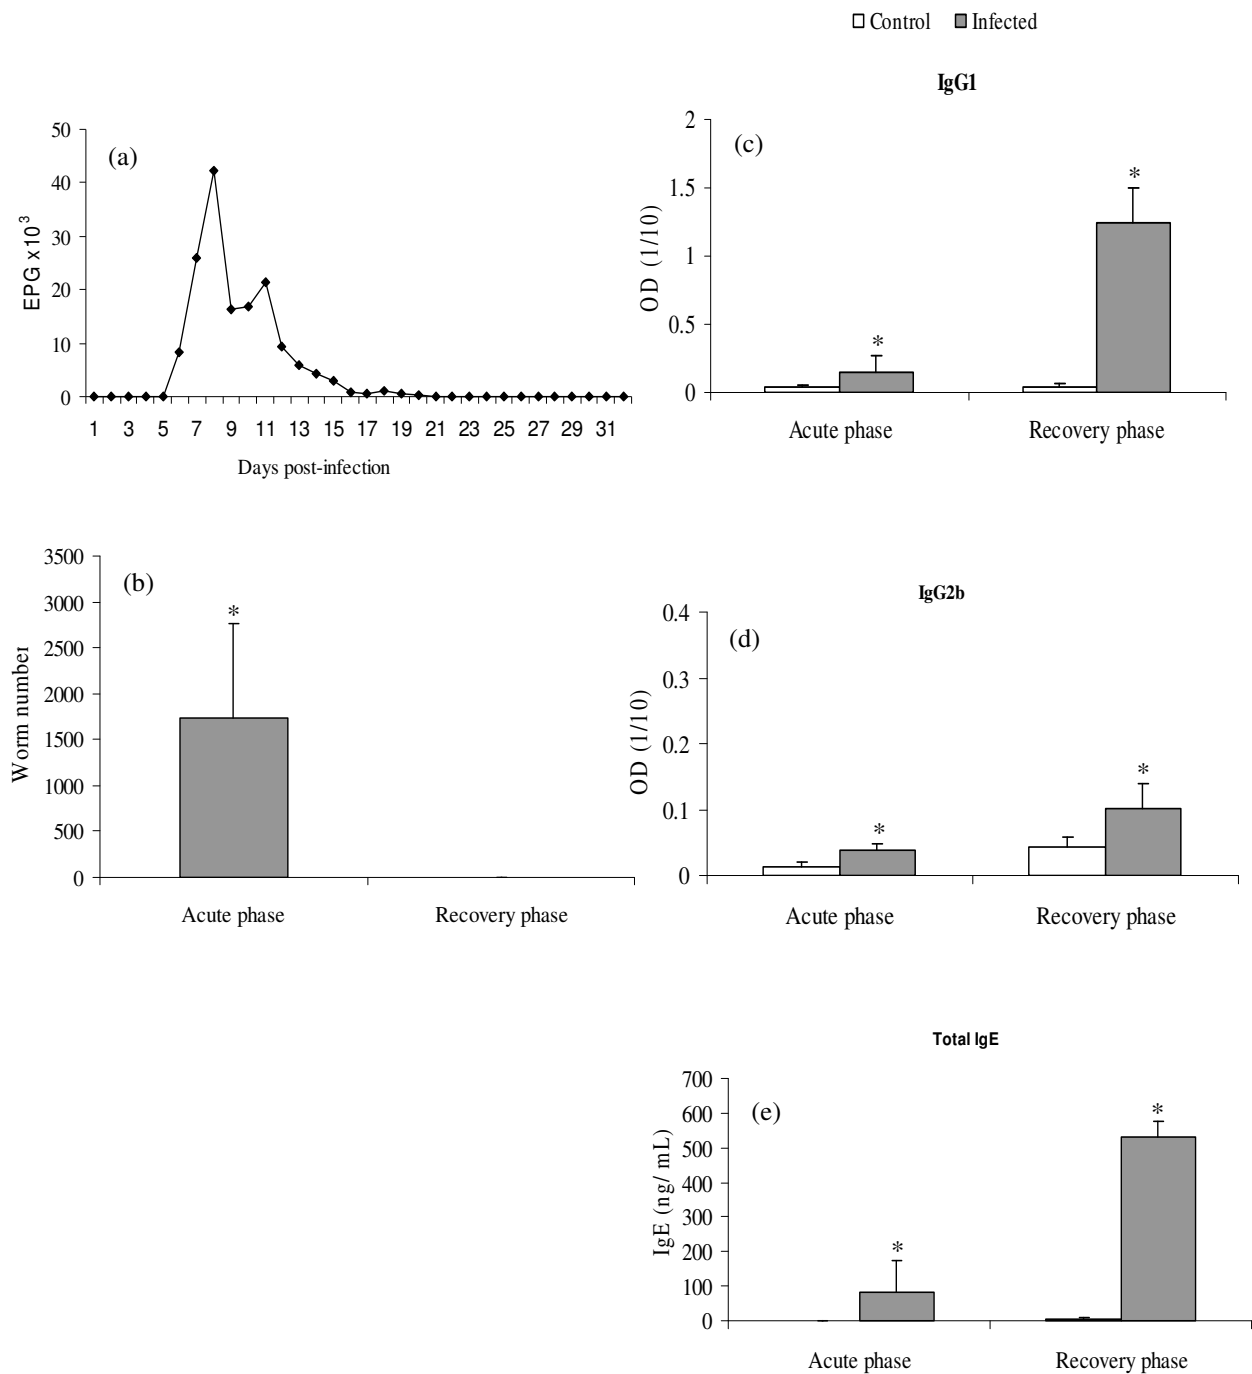 Control Infected
(a)
EPG x10³
50
40
30
20
10
0
1 3 5 7 9 11 13 15 17 19 21 23 25 27 29 31
Days post-infection
(b)
Worm number
3500
3000
2500
2000
1500
1000
500
0
*
Acute phase Recovery phase
IgG1
(c)
OD (1/10)
2
1.5
1
0.5
0
*
*
Acute phase Recovery phase
IgG2b
(d)
OD (1/10)
0.4
0.3
0.2
0.1
0
*
*
Acute phase Recovery phase
Total IgE
(e)
IgE (ng/ mL)
700
600
500
400
300
200
100
0
*
*
Acute phase Recovery phase